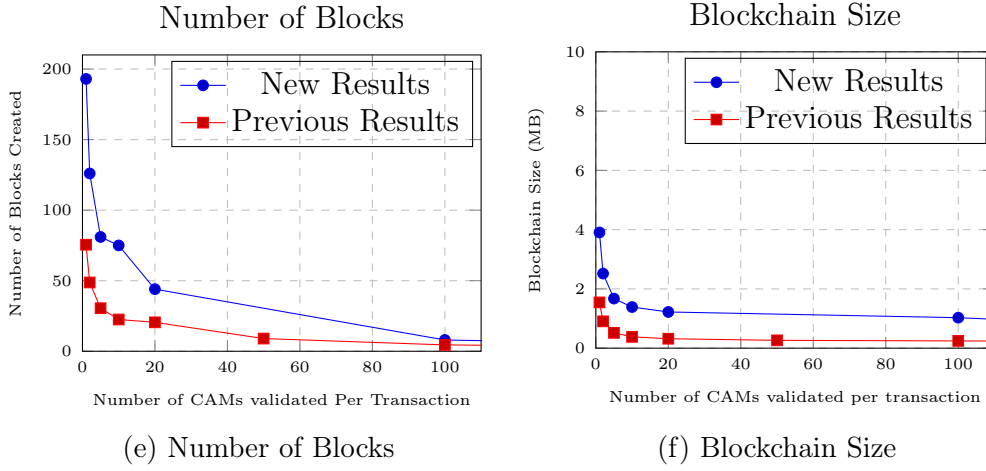 Number of Blocks
200
150
100
50
0
Number of Blocks Created
New Results
Previous Results
0 20 40 60 80 100
Number of CAMs validated Per Transaction
(e) Number of Blocks
Blockchain Size
10
8
6
4
2
0
Blockchain Size (MB)
New Results
Previous Results
0 20 40 60 80 100
Number of CAMs validated per transaction
(f) Blockchain Size